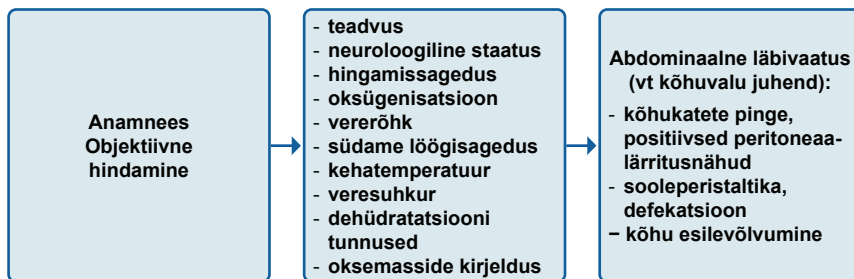 Anamnees
Objektiivne
hindamine
- teadvus
- neuroloogiline staatus
- hingamissagedus
- oksügenisatsioon
- vererõhk
- südame löögisagedus
- kehatemperatuur
- veresuhkur
- dehüdratatsiooni
tunnused
- oksemasside kirjeldus
Abdominaalne läbivaatus
(vt kõhuvalu juhend):
- kõhukatete pinge,
positiivsed peritoneaa-
lärritusnähud
- sooleperistaltika,
defekatsioon
− kõhu esilevõlvumine